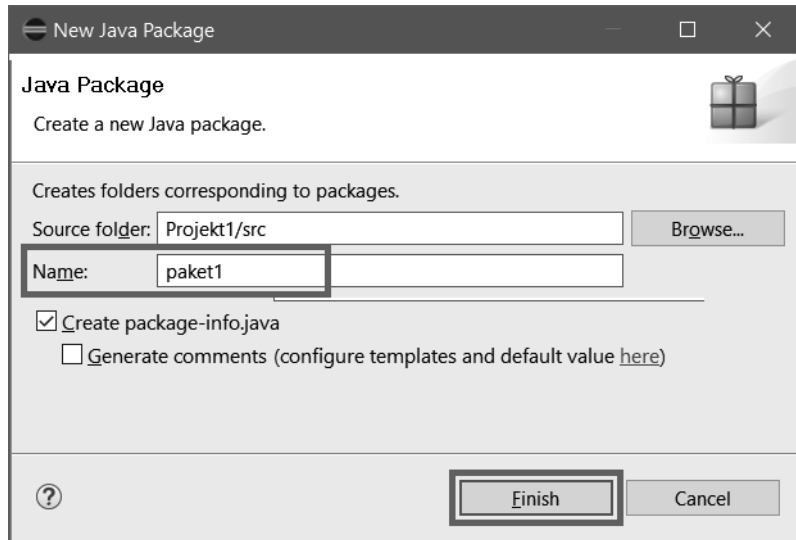 New Java Package
Java Package
Create a new Java package.
Creates folders corresponding to packages.
Source folder: Projekt1/src Browse...
Name: paket1
Create package-info.java
Generate comments (configure templates and default value here)
? Finish Cancel